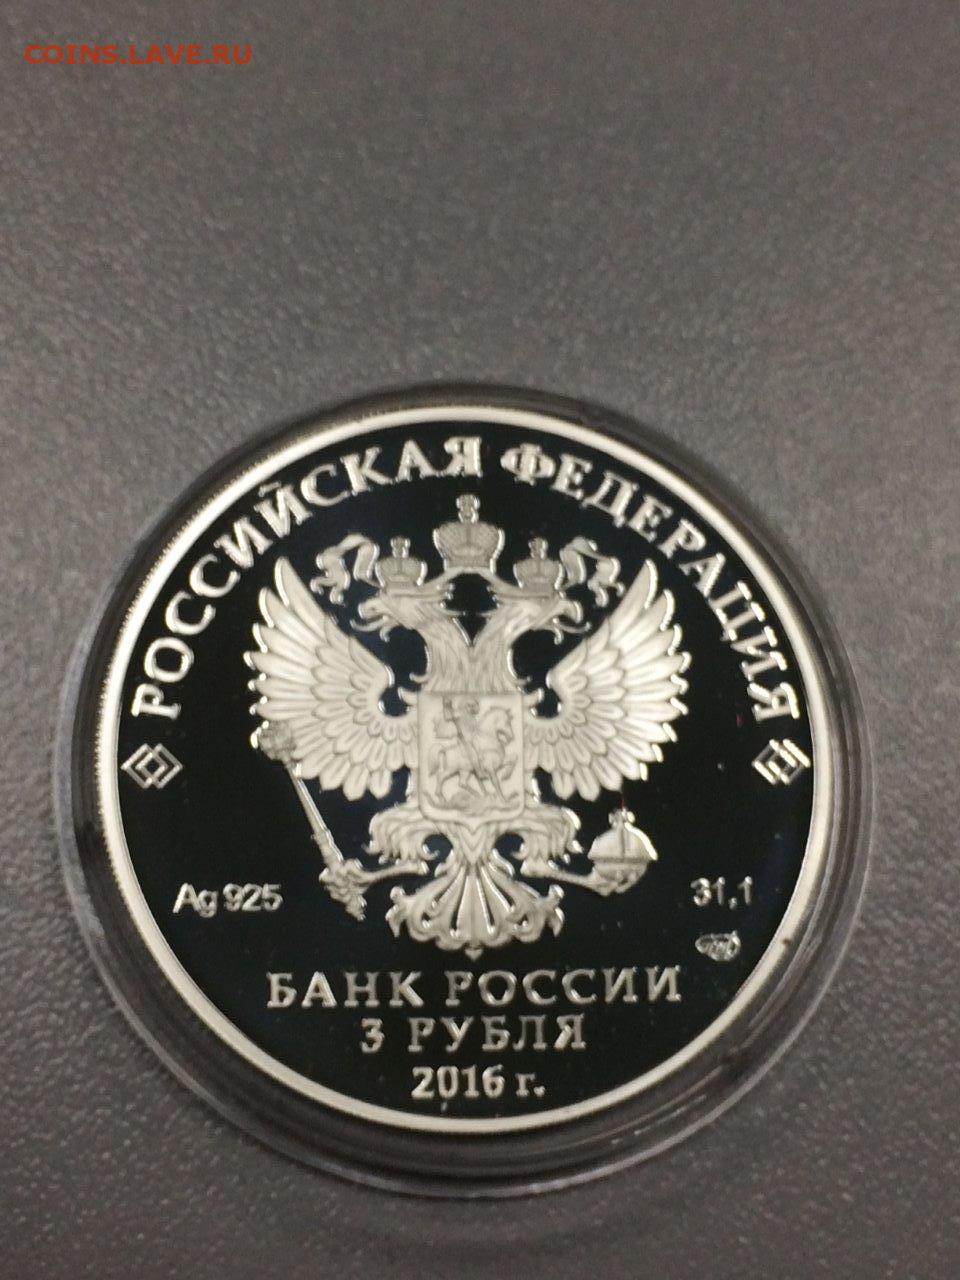 COINS.LAVE.RU
РОССИЙСКАЯ ФЕДЕРАЦИЯ
Ag 925
31,1
БАНК РОССИИ
3 РУБЛЯ
2016 г.